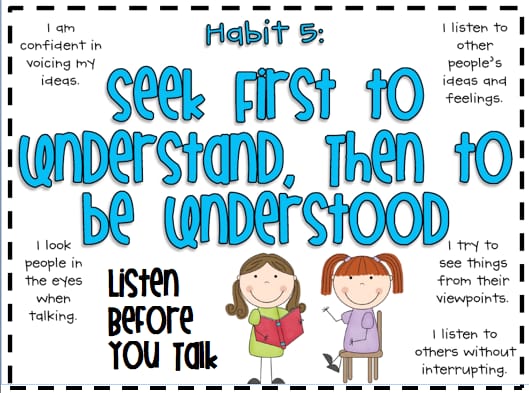 Habit 5:
I am
confident in
voicing my
ideas.
I listen to
other
people's
ideas and
feelings.
Seek First to
Understand, Then to
be Understood
I look
people in
the eyes
when
talking.
Listen
Before
You Talk
I try to
see things
from their
viewpoints.
I listen to
others without
interrupting.